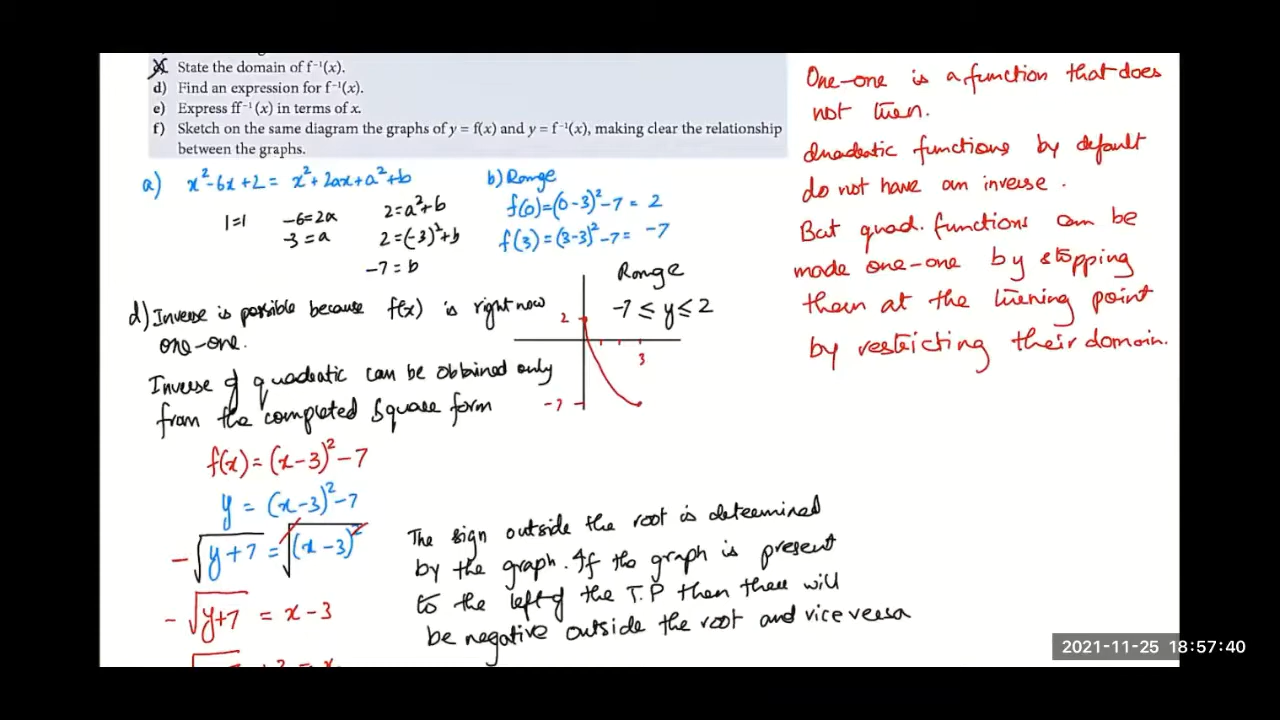 c) State the domain of f⁻¹(x).
d) Find an expression for f⁻¹(x).
e) Express ff⁻¹(x) in terms of x.
f) Sketch on the same diagram the graphs of y = f(x) and y = f⁻¹(x), making clear the relationship
between the graphs.
a) x²-6x+2 = x²+2ax+a²+b
1=1 -6=2a 2=a²+b
-3=a 2=(-3)²+b
-7=b
b) Range
f(0)=(0-3)²-7= 2
f(3)=(3-3)²-7= -7
Range
-7 ≤ y ≤ 2
2
3
-7
d) Inverse is possible because f(x) is right now
one-one.
Inverse of quadratic can be obtained only
from the completed square form
f(x)=(x-3)²-7
y = (x-3)²-7
-√(y+7) = √(x-3)²
-√(y+7) = x-3
+3 = x
The sign outside the root is determined
by the graph. If the graph is present
to the left of the T.P then there will
be negative outside the root and vice versa
One-one is a function that does
not turn.
Quadratic functions by default
do not have an inverse.
But quad. functions can be
made one-one by stopping
them at the turning point
by restricting their domain.
2021-11-25 18:57:40